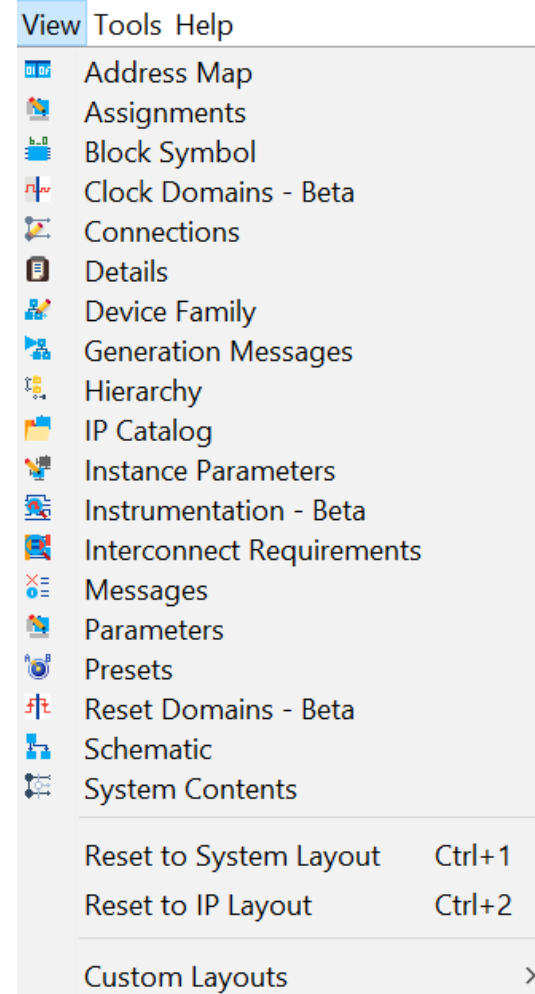 View Tools Help
Address Map
Assignments
Block Symbol
Clock Domains - Beta
Connections
Details
Device Family
Generation Messages
Hierarchy
IP Catalog
Instance Parameters
Instrumentation - Beta
Interconnect Requirements
Messages
Parameters
Presets
Reset Domains - Beta
Schematic
System Contents
Reset to System Layout Ctrl+1
Reset to IP Layout Ctrl+2
Custom Layouts